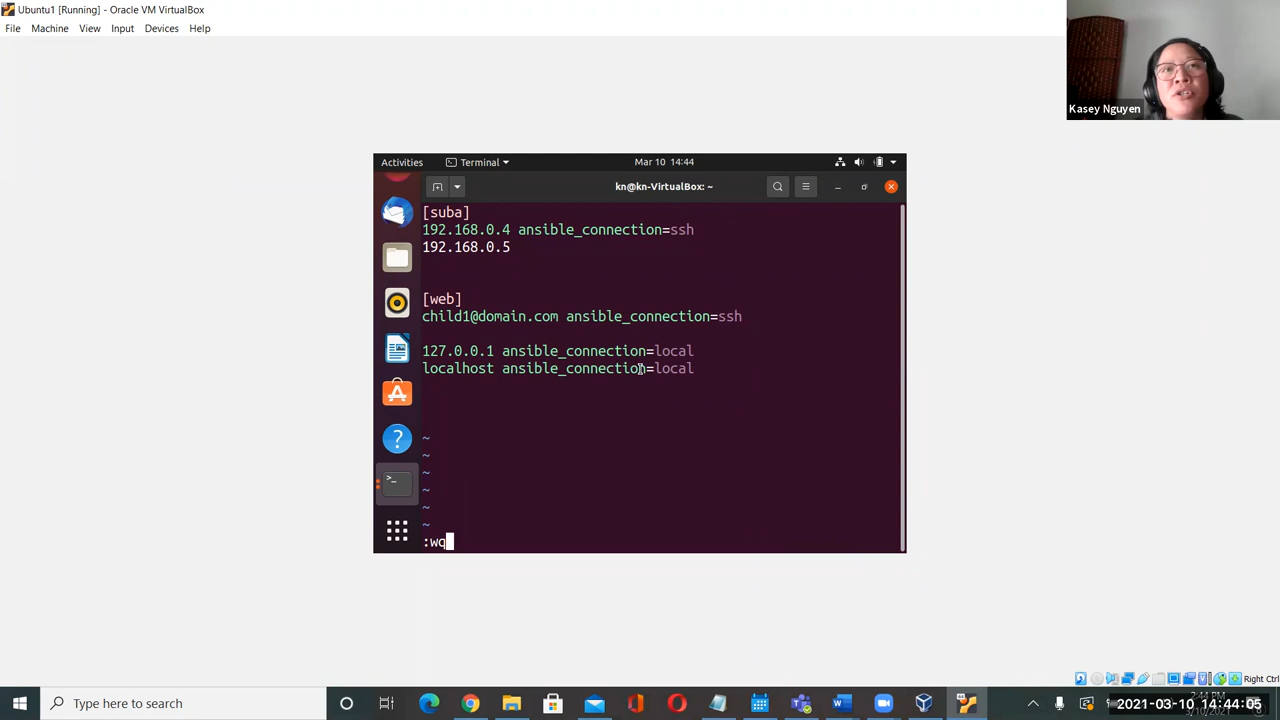 Ubuntu1 [Running] - Oracle VM VirtualBox
File Machine View Input Devices Help
Kasey Nguyen
Activities Terminal Mar 10 14:44
kn@kn-VirtualBox: ~
[suba]
192.168.0.4 ansible_connection=ssh
192.168.0.5
[web]
child1@domain.com ansible_connection=ssh
127.0.0.1 ansible_connection=local
localhost ansible_connection=local
~
~
~
~
~
~
:wq
Right Ctrl
Type here to search
2021-03-10 14:44:05